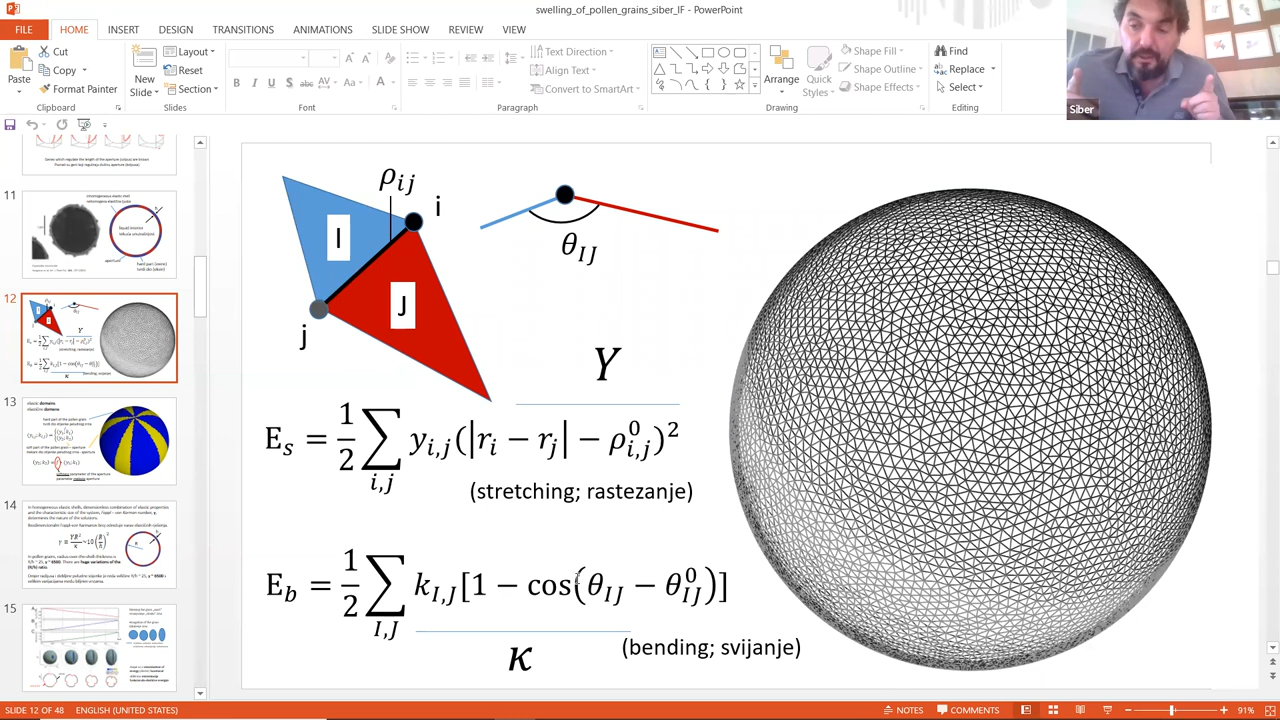 swelling_of_pollen_grains_siber_IF - PowerPoint
FILE HOME INSERT DESIGN TRANSITIONS ANIMATIONS SLIDE SHOW REVIEW VIEW
Paste
Cut
Copy
Format Painter
Clipboard
New Slide
Layout
Reset
Section
Slides
B I U S abc AV Aa A
Font
Text Direction
Align Text
Convert to SmartArt
Paragraph
Arrange
Quick Styles
Shape Fill
Shape Outline
Shape Effects
Drawing
Find
Replace
Select
Editing
Siber
11
12
13
14
15
ρij
i
I
J
j
θIJ
Y
Es = 1/2 ∑i,j yi,j(|ri − rj| − ρ0i,j)2
(stretching; rastezanje)
Eb = 1/2 ∑I,J kI,J[1 − cos(θIJ − θ0IJ)]
κ
(bending; svijanje)
SLIDE 12 OF 48 ENGLISH (UNITED STATES) NOTES COMMENTS 91%